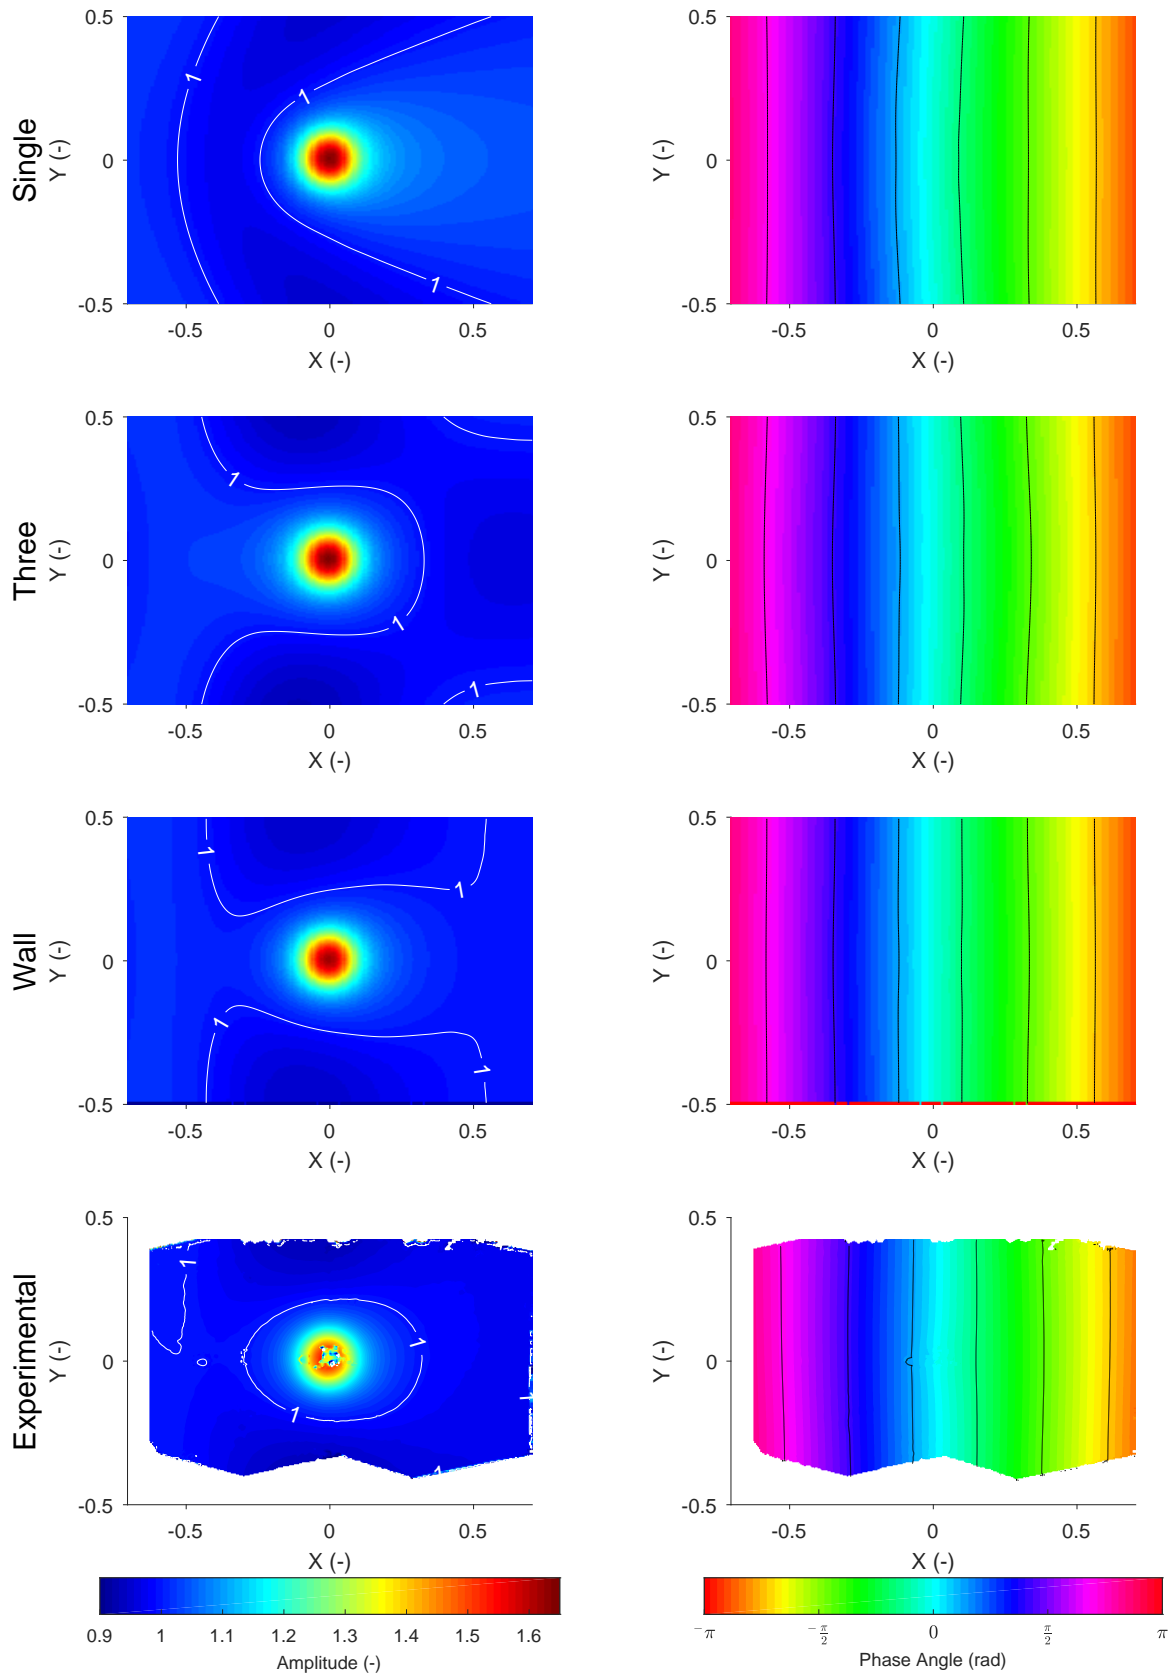 Single
0.5
Y (-)
0
-0.5
-0.5 0 0.5
X (-)
1
1
1
0.5
Y (-)
0
-0.5
-0.5 0 0.5
X (-)
Three
0.5
Y (-)
0
-0.5
-0.5 0 0.5
X (-)
1
1
1
1
0.5
Y (-)
0
-0.5
-0.5 0 0.5
X (-)
Wall
0.5
Y (-)
0
-0.5
-0.5 0 0.5
X (-)
1
1
1
1
0.5
Y (-)
0
-0.5
-0.5 0 0.5
X (-)
Experimental
0.5
Y (-)
0
-0.5
-0.5 0 0.5
X (-)
1
1
1
1
1
0.5
Y (-)
0
-0.5
-0.5 0 0.5
X (-)
0.9 1 1.1 1.2 1.3 1.4 1.5 1.6
Amplitude (-)
-π -π/2 0 π/2 π
Phase Angle (rad)